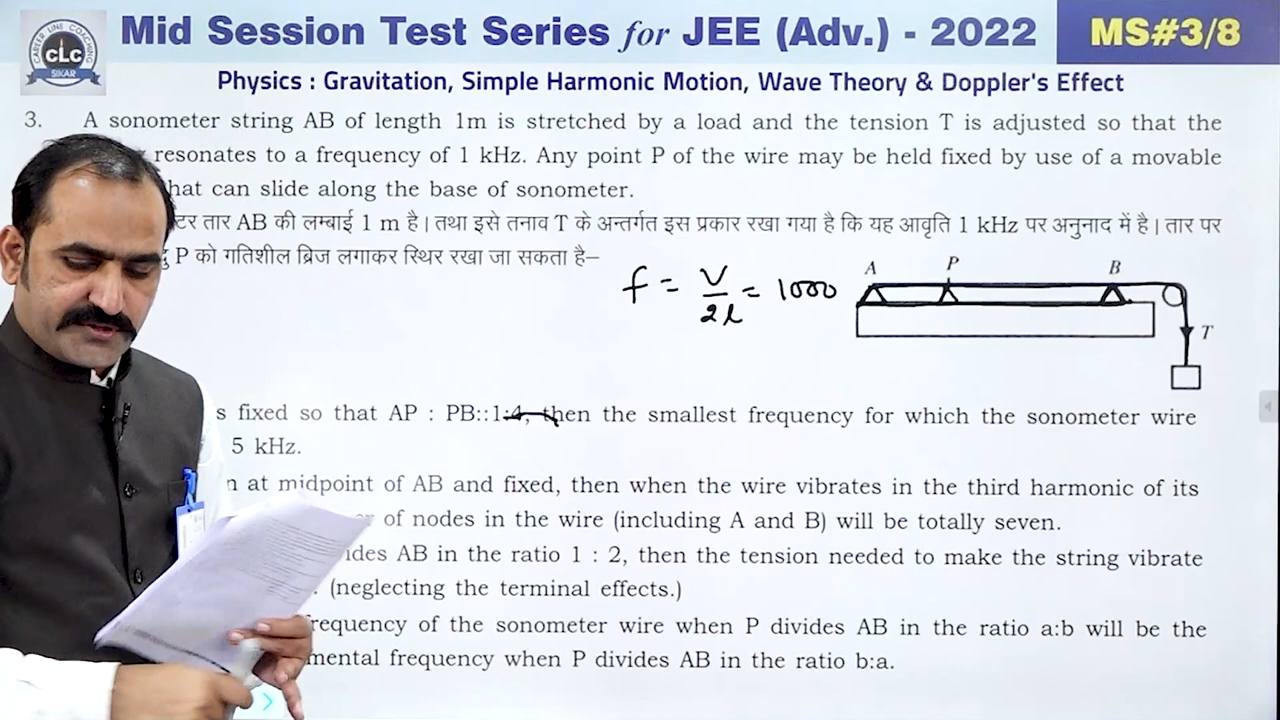 Mid Session Test Series for JEE (Adv.) - 2022
MS#3/8
CAREER LINE COACHING
CLC
SIKAR
Physics : Gravitation, Simple Harmonic Motion, Wave Theory & Doppler's Effect
3. A sonometer string AB of length 1m is stretched by a load and the tension T is adjusted so that the
resonates to a frequency of 1 kHz. Any point P of the wire may be held fixed by use of a movable
hat can slide along the base of sonometer.
टर तार AB की लम्बाई 1 m है। तथा इसे तनाव T के अन्तर्गत इस प्रकार रखा गया है कि यह आवृति 1 kHz पर अनुनाद में है। तार पर
P को गतिशील ब्रिज लगाकर स्थिर रखा जा सकता है–
f = V/2l = 1000
A P B
T
s fixed so that AP : PB::1:4, then the smallest frequency for which the sonometer wire
5 kHz.
n at midpoint of AB and fixed, then when the wire vibrates in the third harmonic of its
of nodes in the wire (including A and B) will be totally seven.
ides AB in the ratio 1 : 2, then the tension needed to make the string vibrate
. (neglecting the terminal effects.)
frequency of the sonometer wire when P divides AB in the ratio a:b will be the
mental frequency when P divides AB in the ratio b:a.